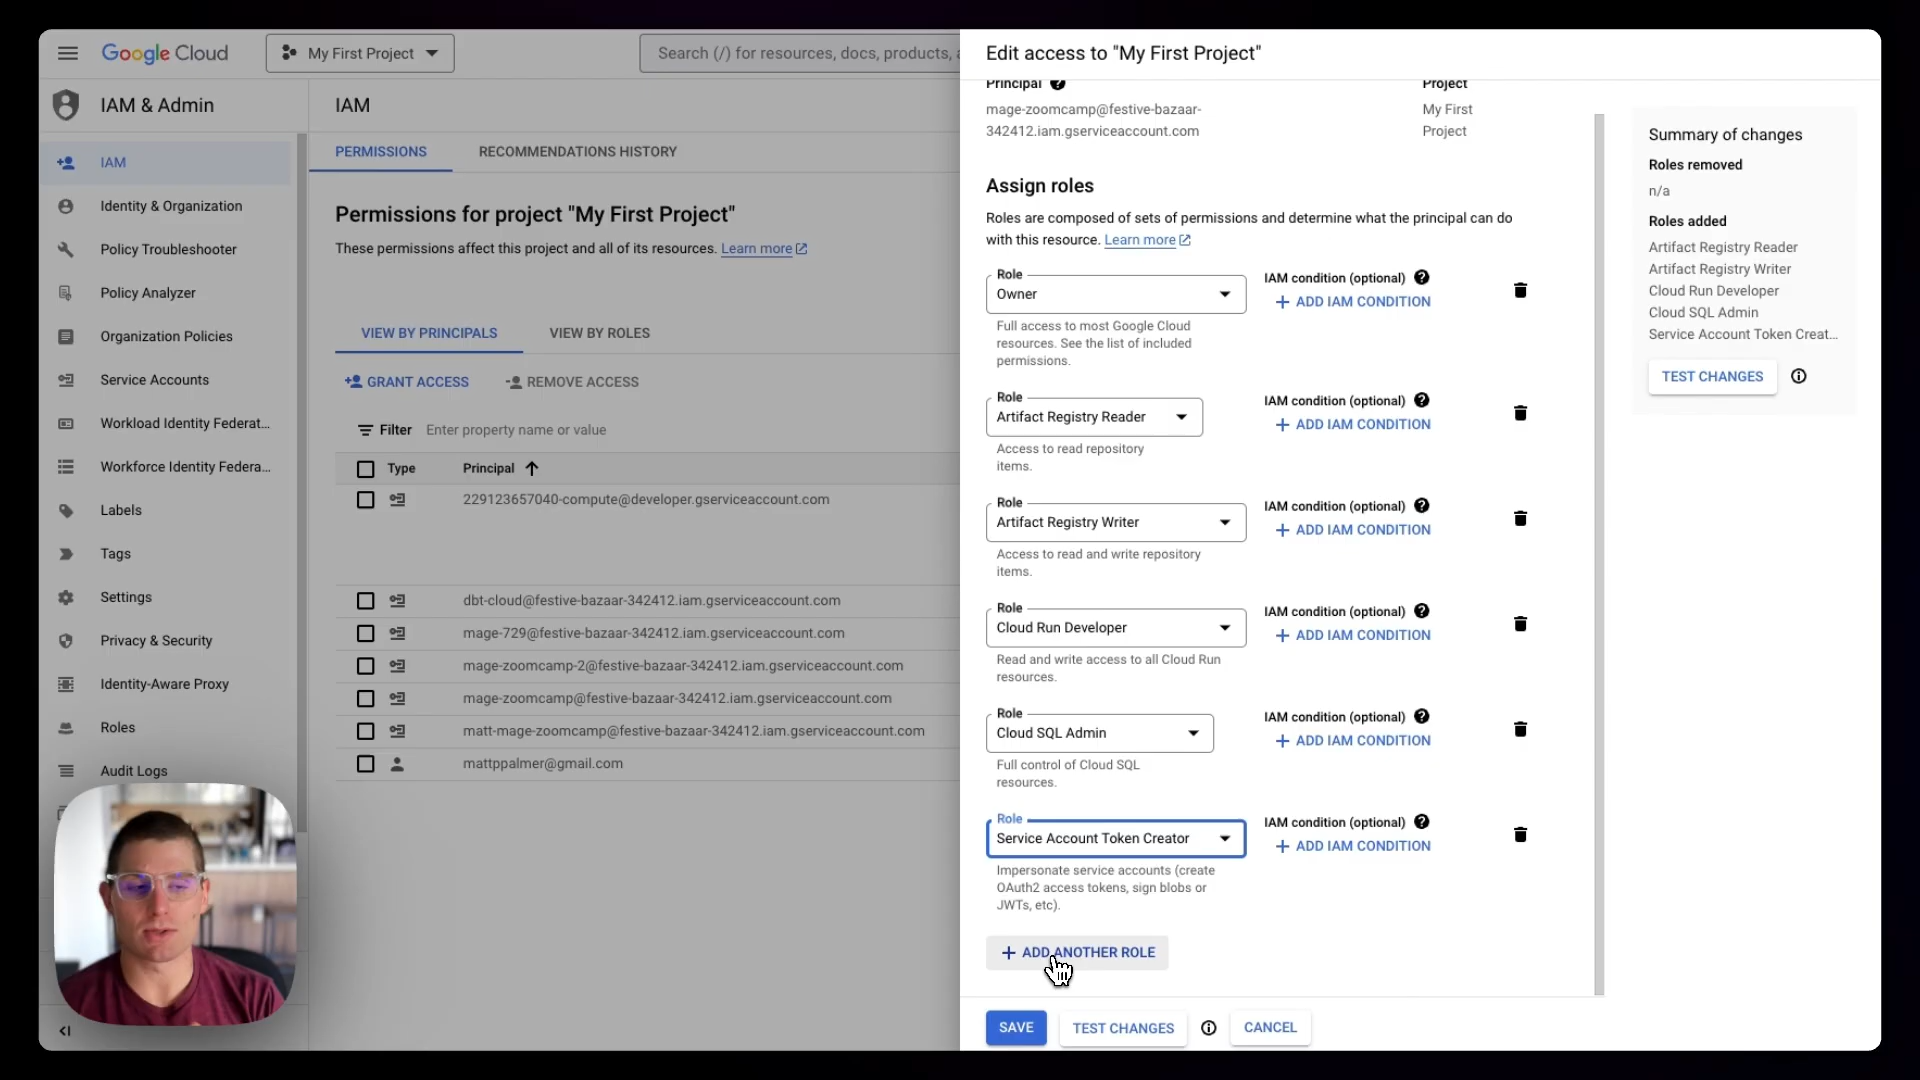 Google Cloud
My First Project
Search (/) for resources, docs, products, a
IAM & Admin
IAM
Identity & Organization
Policy Troubleshooter
Policy Analyzer
Organization Policies
Service Accounts
Workload Identity Federat...
Workforce Identity Federa...
Labels
Tags
Settings
Privacy & Security
Identity-Aware Proxy
Roles
Audit Logs
IAM
PERMISSIONS
RECOMMENDATIONS HISTORY
Permissions for project "My First Project"
These permissions affect this project and all of its resources. Learn more
VIEW BY PRINCIPALS
VIEW BY ROLES
GRANT ACCESS
REMOVE ACCESS
Filter Enter property name or value
Type Principal
229123657040-compute@developer.gserviceaccount.com
dbt-cloud@festive-bazaar-342412.iam.gserviceaccount.com
mage-729@festive-bazaar-342412.iam.gserviceaccount.com
mage-zoomcamp-2@festive-bazaar-342412.iam.gserviceaccount.com
mage-zoomcamp@festive-bazaar-342412.iam.gserviceaccount.com
matt-mage-zoomcamp@festive-bazaar-342412.iam.gserviceaccount.com
mattppalmer@gmail.com
Edit access to "My First Project"
Principal
mage-zoomcamp@festive-bazaar-
342412.iam.gserviceaccount.com
Project
My First
Project
Assign roles
Roles are composed of sets of permissions and determine what the principal can do
with this resource. Learn more
Role
Owner
IAM condition (optional)
+ ADD IAM CONDITION
Full access to most Google Cloud
resources. See the list of included
permissions.
Role
Artifact Registry Reader
IAM condition (optional)
+ ADD IAM CONDITION
Access to read repository
items.
Role
Artifact Registry Writer
IAM condition (optional)
+ ADD IAM CONDITION
Access to read and write repository
items.
Role
Cloud Run Developer
IAM condition (optional)
+ ADD IAM CONDITION
Read and write access to all Cloud Run
resources.
Role
Cloud SQL Admin
IAM condition (optional)
+ ADD IAM CONDITION
Full control of Cloud SQL
resources.
Role
Service Account Token Creator
IAM condition (optional)
+ ADD IAM CONDITION
Impersonate service accounts (create
OAuth2 access tokens, sign blobs or
JWTs, etc).
+ ADD ANOTHER ROLE
SAVE
TEST CHANGES
CANCEL
Summary of changes
Roles removed
n/a
Roles added
Artifact Registry Reader
Artifact Registry Writer
Cloud Run Developer
Cloud SQL Admin
Service Account Token Creat...
TEST CHANGES